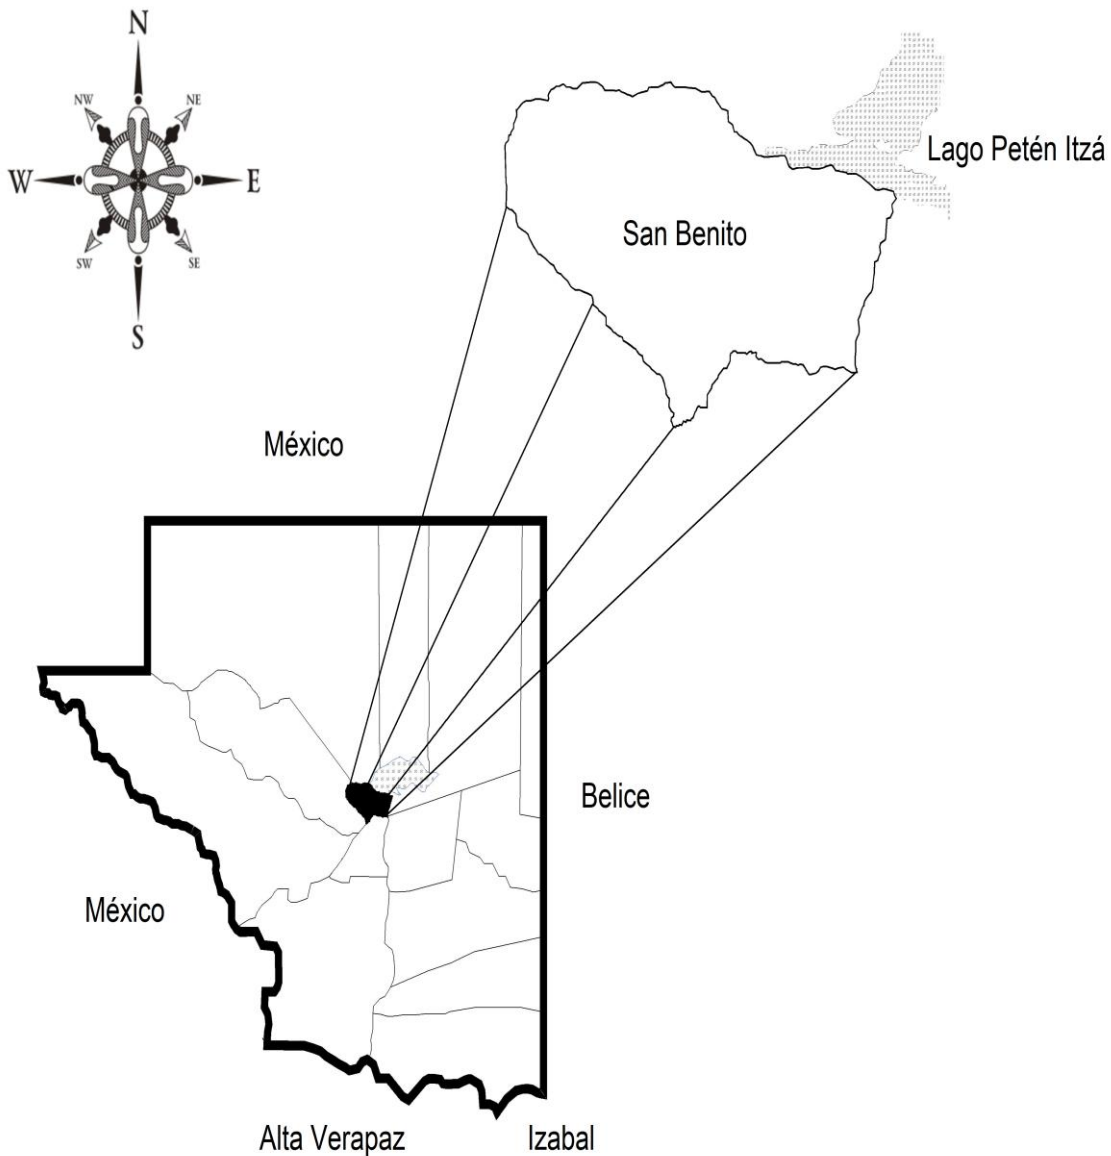 N
NW
NE
W
E
SW
SE
S
Lago Petén Itzá
San Benito
México
Belice
México
Alta Verapaz
Izabal